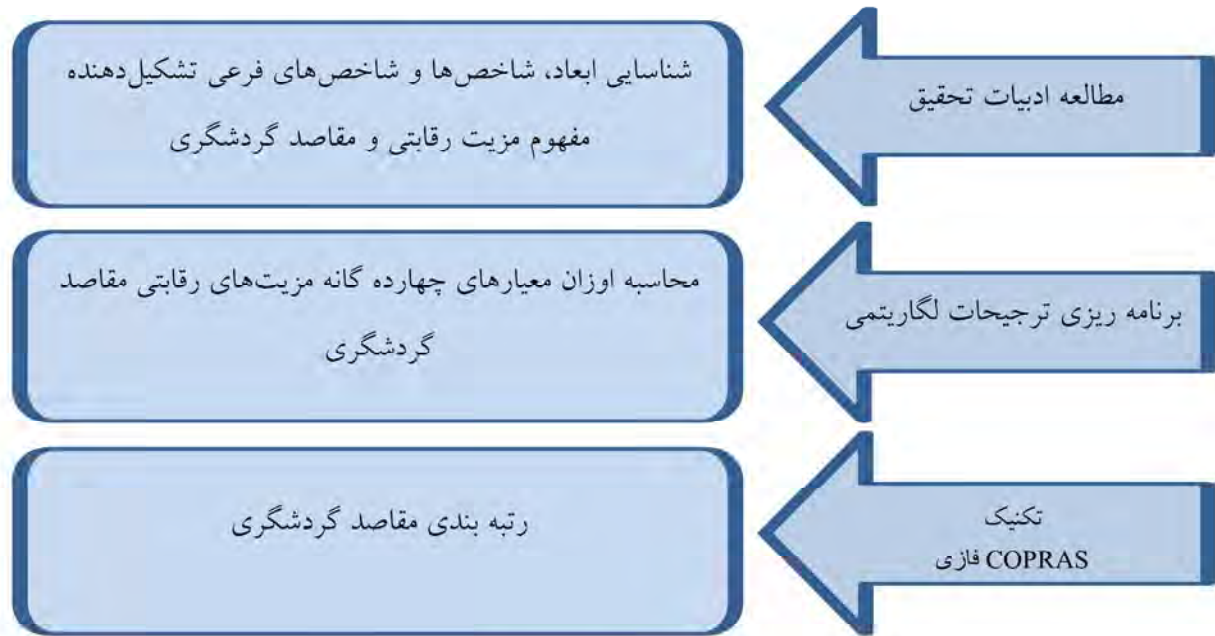 مطالعه ادبیات تحقیق
شناسایی ابعاد، شاخص‌ها و شاخص‌های فرعی تشکیل‌دهنده
مفهوم مزیت رقابتی و مقاصد گردشگری
برنامه ریزی ترجیحات لگاریتمی
محاسبه اوزان معیارهای چهارده گانه مزیت‌های رقابتی مقاصد
گردشگری
تکنیک
COPRAS فازی
رتبه بندی مقاصد گردشگری